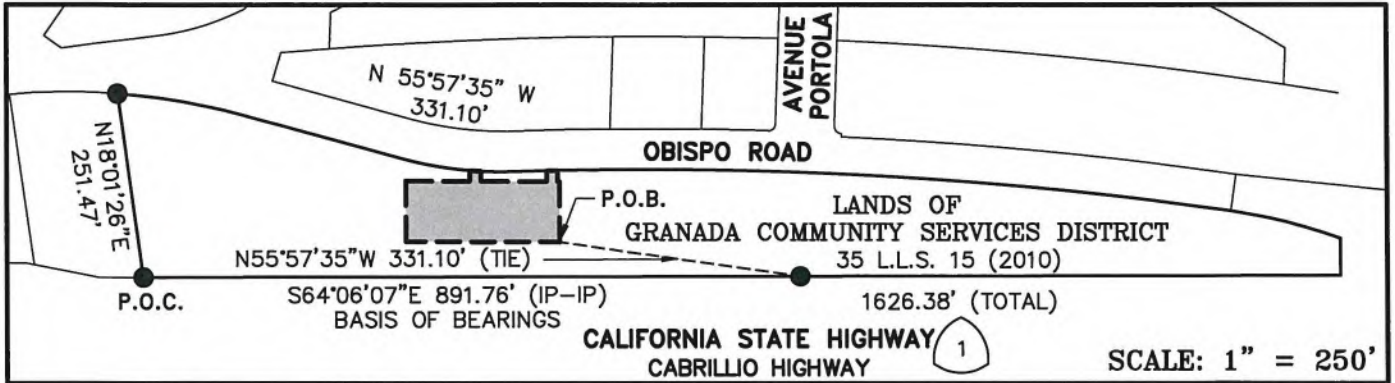 AVENUE
PORTOLA
N 55°57'35" W
331.10'
OBISPO ROAD
N18°01'26"E
251.47'
P.O.B.
LANDS OF
GRANADA COMMUNITY SERVICES DISTRICT
35 L.L.S. 15 (2010)
N55°57'35"W 331.10' (TIE)
P.O.C.
S64°06'07"E 891.76' (IP-IP)
BASIS OF BEARINGS
1626.38' (TOTAL)
CALIFORNIA STATE HIGHWAY 1
CABRILLIO HIGHWAY
SCALE: 1" = 250'